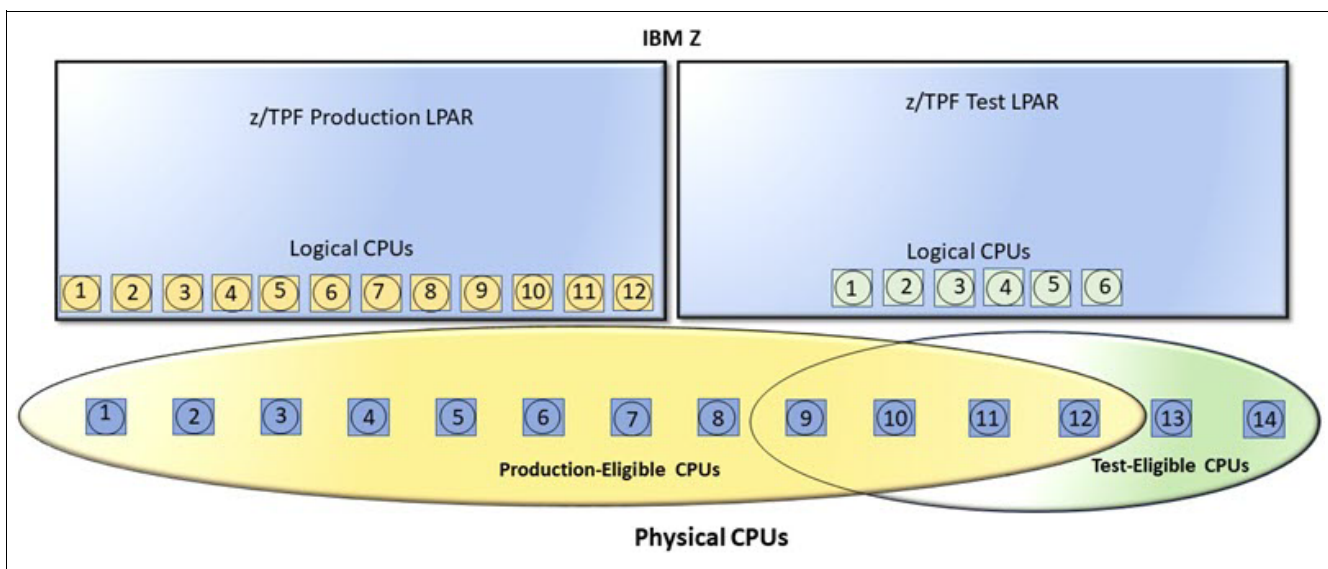 IBM Z
z/TPF Production LPAR
z/TPF Test LPAR
Logical CPUs
Logical CPUs
1 2 3 4 5 6 7 8 9 10 11 12
1 2 3 4 5 6
1 2 3 4 5 6 7 8 9 10 11 12 13 14
Production-Eligible CPUs
Test-Eligible CPUs
Physical CPUs